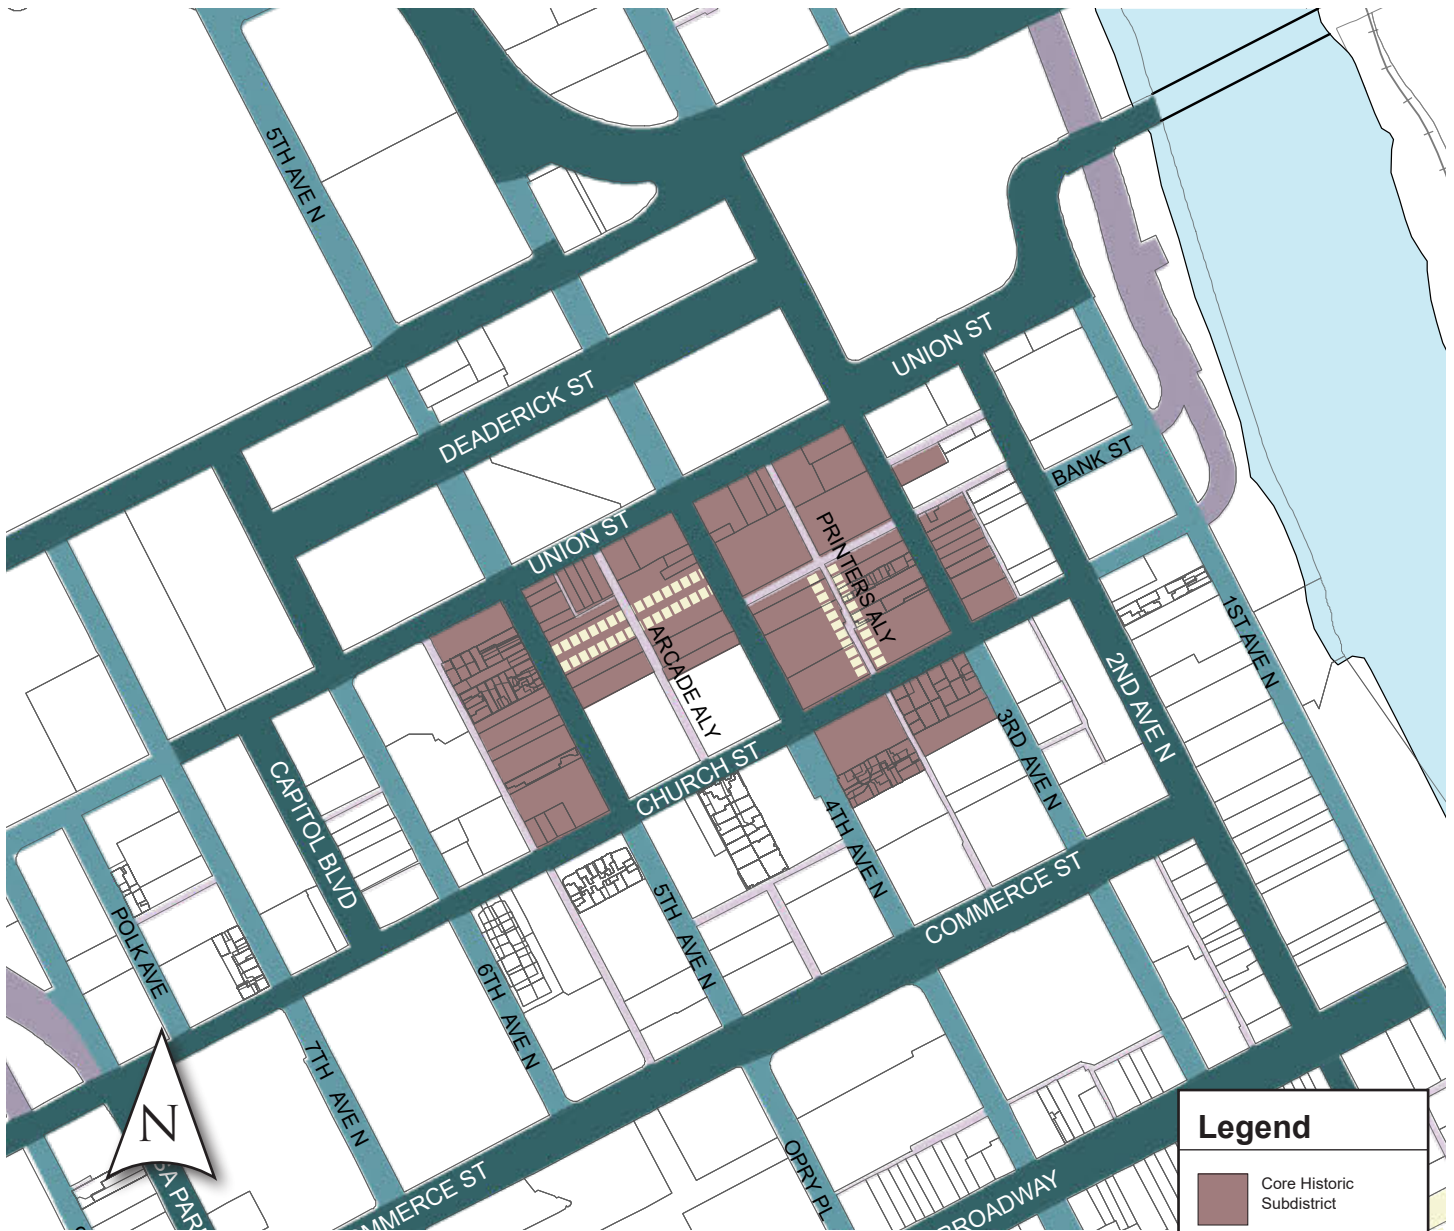 5TH AVE N
UNION ST
DEADERICK ST
BANK ST
UNION ST
PRINTERS ALY
ARCADE ALY
1ST AVE N
2ND AVE N
3RD AVE N
CHURCH ST
CAPITOL BLVD
4TH AVE N
COMMERCE ST
5TH AVE N
POLK AVE
6TH AVE N
7TH AVE N
N
Legend
Core Historic
Subdistrict
OPRY PL
BROADWAY